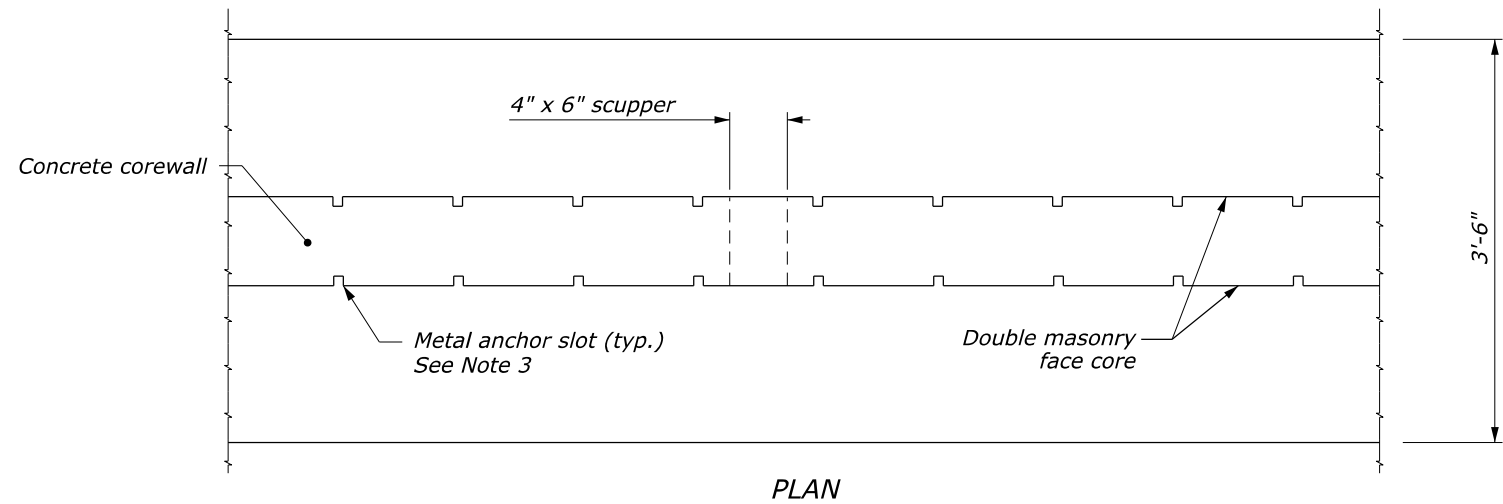 4" x 6" scupper
Concrete corewall
3'-6"
Metal anchor slot (typ.)
See Note 3
Double masonry
face core
PLAN